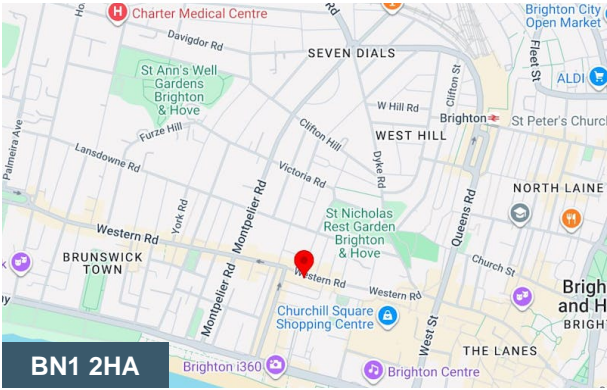 Charter Medical Centre
Davigdor Rd
SEVEN DIALS
Brighton City
Open Market
Fleet St
ALDI
St Ann's Well
Gardens
Brighton
& Hove
Clifton St
W Hill Rd
WEST HILL
Brighton
St Peter's Churc
Palmeira Ave
Furze Hill
Clifton Hill
Dyke Rd
Lansdowne Rd
Victoria Rd
NORTH LAINE
York Rd
Montpelier Rd
St Nicholas
Rest Garden
Brighton
& Hove
Queens Rd
Western Rd
BRUNSWICK
TOWN
Church St
Western Rd
Western Rd
Montpelier Rd
Churchill Square
Shopping Centre
West St
Brigh
and H
BRIGH
THE LANES
BN1 2HA
Brighton i360
Brighton Centre